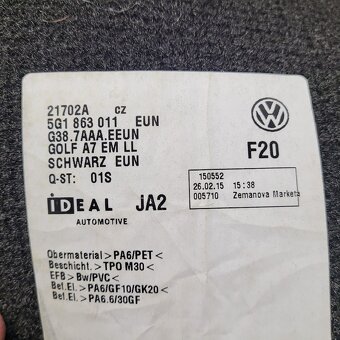 21702A CZ
5G1 863 011 EUN
G38.7AAA.EEUN
GOLF A7 EM LL
SCHWARZ EUN F20
Q-ST: 01S
150552
26.02.15 15:38
005710 Zemanova Marketa
IDEAL JA2
AUTOMOTIVE
Obermaterial >PA6/PET<
Beschicht. >TPO M30<
EFB >Bw/PVC<
Bef.El. >PA6/GF10/GK20<
Bef.El. >PA6.6/30GF